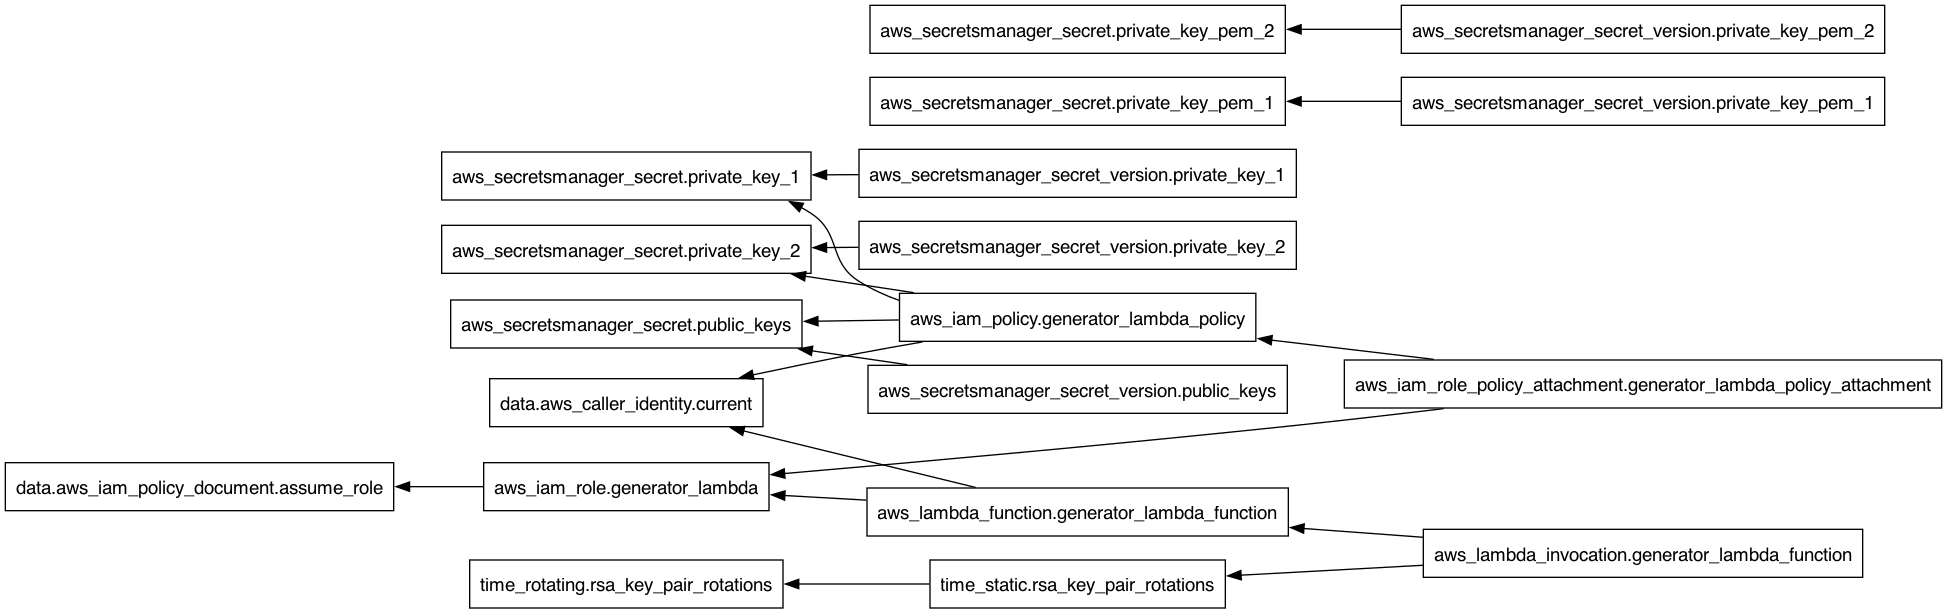 aws_secretsmanager_secret.private_key_pem_2
aws_secretsmanager_secret_version.private_key_pem_2
aws_secretsmanager_secret.private_key_pem_1
aws_secretsmanager_secret_version.private_key_pem_1
aws_secretsmanager_secret.private_key_1
aws_secretsmanager_secret_version.private_key_1
aws_secretsmanager_secret.private_key_2
aws_secretsmanager_secret_version.private_key_2
aws_secretsmanager_secret.public_keys
aws_iam_policy.generator_lambda_policy
data.aws_caller_identity.current
aws_secretsmanager_secret_version.public_keys
aws_iam_role_policy_attachment.generator_lambda_policy_attachment
data.aws_iam_policy_document.assume_role
aws_iam_role.generator_lambda
aws_lambda_function.generator_lambda_function
aws_lambda_invocation.generator_lambda_function
time_rotating.rsa_key_pair_rotations
time_static.rsa_key_pair_rotations